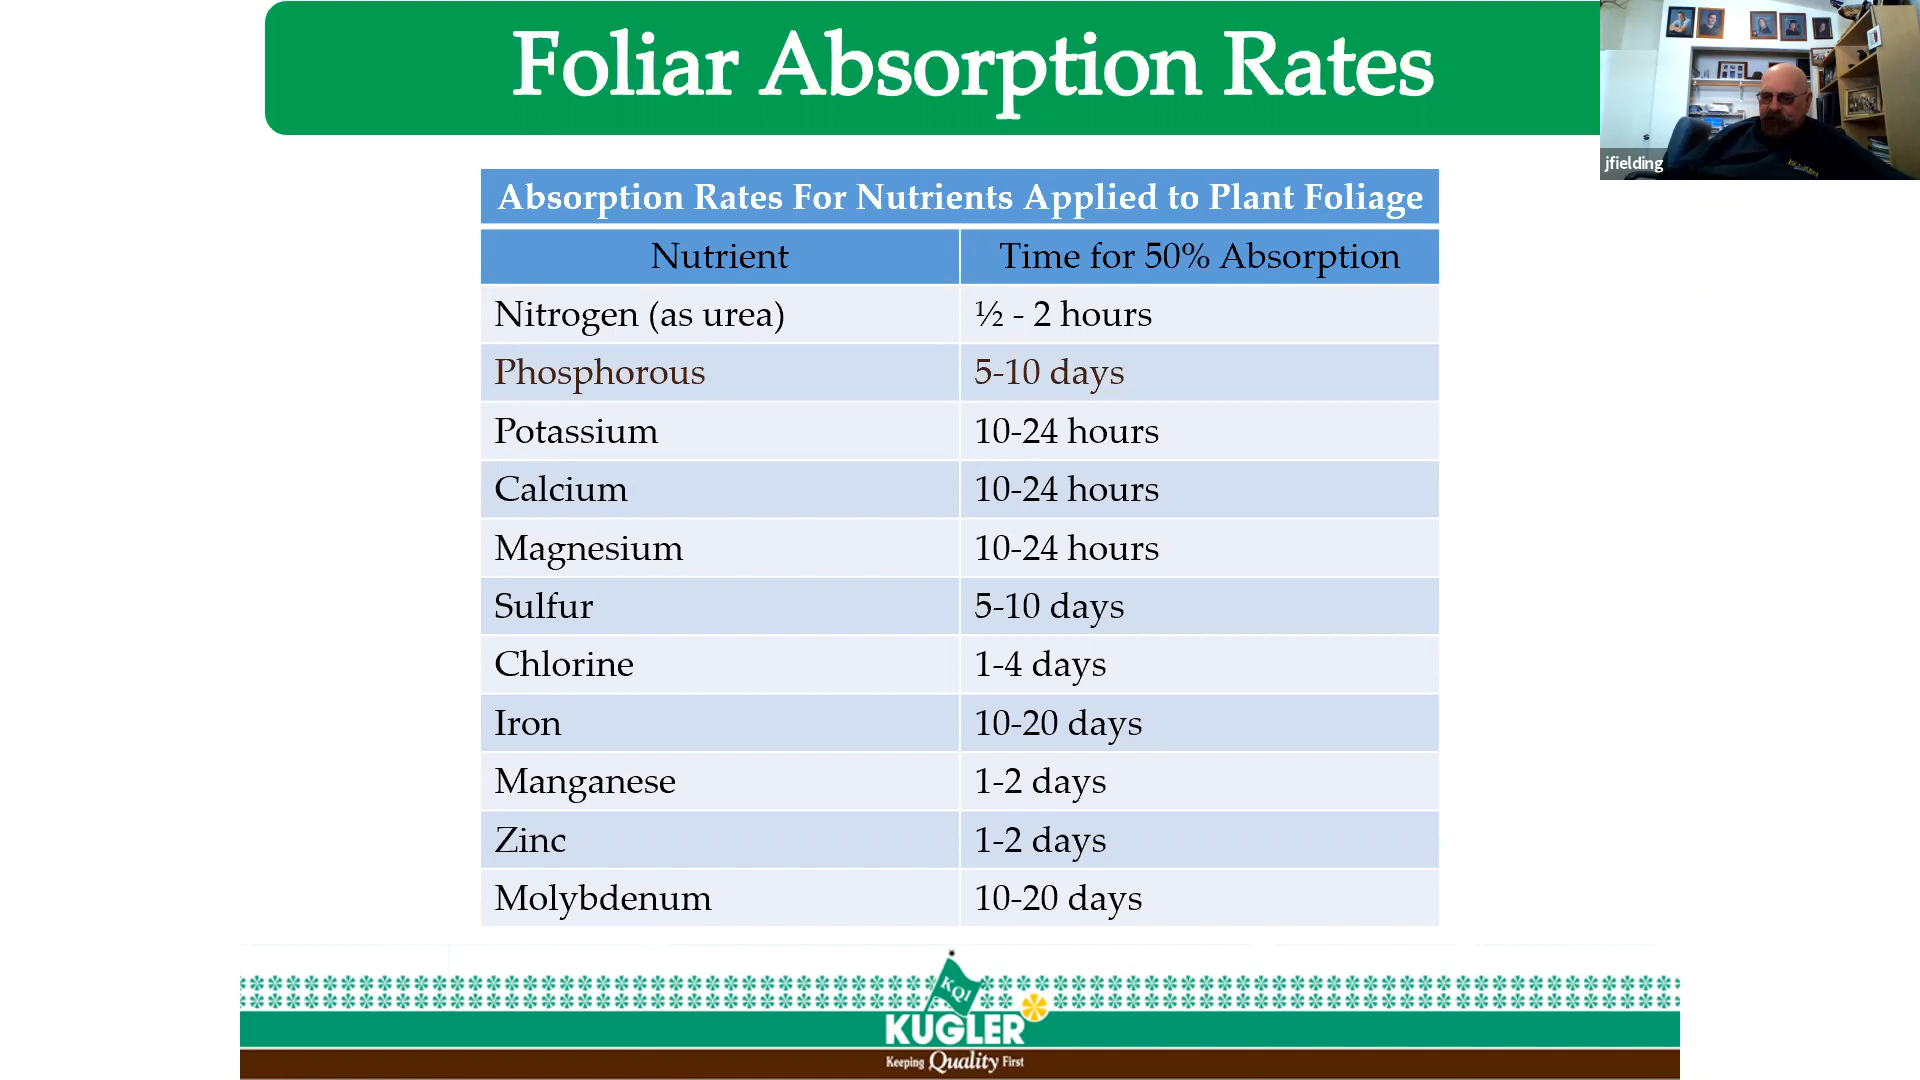 Foliar Absorption Rates
jfielding
Absorption Rates For Nutrients Applied to Plant Foliage
Nutrient Time for 50% Absorption
Nitrogen (as urea) ½ - 2 hours
Phosphorous 5-10 days
Potassium 10-24 hours
Calcium 10-24 hours
Magnesium 10-24 hours
Sulfur 5-10 days
Chlorine 1-4 days
Iron 10-20 days
Manganese 1-2 days
Zinc 1-2 days
Molybdenum 10-20 days
KQI
KUGLER
Keeping Quality First